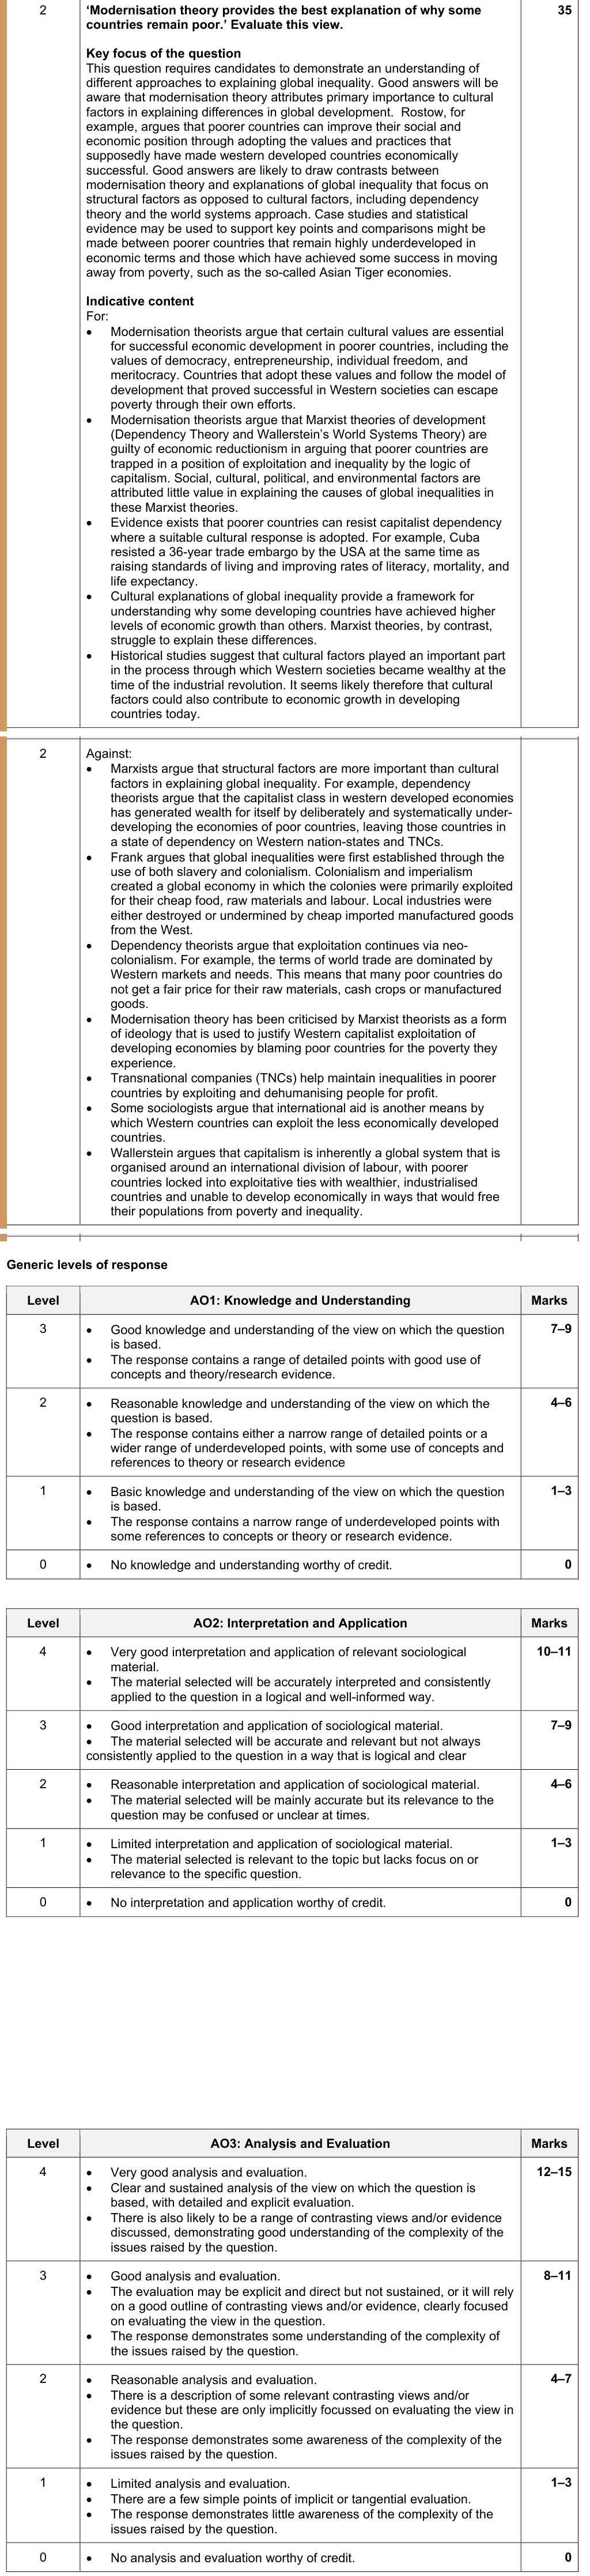 2
‘Modernisation theory provides the best explanation of why some
countries remain poor.’ Evaluate this view.
35
Key focus of the question
This question requires candidates to demonstrate an understanding of
different approaches to explaining global inequality. Good answers will be
aware that modernisation theory attributes primary importance to cultural
factors in explaining differences in global development.  Rostow, for
example, argues that poorer countries can improve their social and
economic position through adopting the values and practices that
supposedly have made western developed countries economically
successful. Good answers are likely to draw contrasts between
modernisation theory and explanations of global inequality that focus on
structural factors as opposed to cultural factors, including dependency
theory and the world systems approach. Case studies and statistical
evidence may be used to support key points and comparisons might be
made between poorer countries that remain highly underdeveloped in
economic terms and those which have achieved some success in moving
away from poverty, such as the so-called Asian Tiger economies.
Indicative content
For:
• Modernisation theorists argue that certain cultural values are essential
for successful economic development in poorer countries, including the
values of democracy, entrepreneurship, individual freedom, and
meritocracy. Countries that adopt these values and follow the model of
development that proved successful in Western societies can escape
poverty through their own efforts.
• Modernisation theorists argue that Marxist theories of development
(Dependency Theory and Wallerstein’s World Systems Theory) are
guilty of economic reductionism in arguing that poorer countries are
trapped in a position of exploitation and inequality by the logic of
capitalism. Social, cultural, political, and environmental factors are
attributed little value in explaining the causes of global inequalities in
these Marxist theories.
• Evidence exists that poorer countries can resist capitalist dependency
where a suitable cultural response is adopted. For example, Cuba
resisted a 36-year trade embargo by the USA at the same time as
raising standards of living and improving rates of literacy, mortality, and
life expectancy.
• Cultural explanations of global inequality provide a framework for
understanding why some developing countries have achieved higher
levels of economic growth than others. Marxist theories, by contrast,
struggle to explain these differences.
• Historical studies suggest that cultural factors played an important part
in the process through which Western societies became wealthy at the
time of the industrial revolution. It seems likely therefore that cultural
factors could also contribute to economic growth in developing
countries today.
2
Against:
• Marxists argue that structural factors are more important than cultural
factors in explaining global inequality. For example, dependency
theorists argue that the capitalist class in western developed economies
has generated wealth for itself by deliberately and systematically under-
developing the economies of poor countries, leaving those countries in
a state of dependency on Western nation-states and TNCs.
• Frank argues that global inequalities were first established through the
use of both slavery and colonialism. Colonialism and imperialism
created a global economy in which the colonies were primarily exploited
for their cheap food, raw materials and labour. Local industries were
either destroyed or undermined by cheap imported manufactured goods
from the West.
• Dependency theorists argue that exploitation continues via neo-
colonialism. For example, the terms of world trade are dominated by
Western markets and needs. This means that many poor countries do
not get a fair price for their raw materials, cash crops or manufactured
goods.
• Modernisation theory has been criticised by Marxist theorists as a form
of ideology that is used to justify Western capitalist exploitation of
developing economies by blaming poor countries for the poverty they
experience.
• Transnational companies (TNCs) help maintain inequalities in poorer
countries by exploiting and dehumanising people for profit.
• Some sociologists argue that international aid is another means by
which Western countries can exploit the less economically developed
countries.
• Wallerstein argues that capitalism is inherently a global system that is
organised around an international division of labour, with poorer
countries locked into exploitative ties with wealthier, industrialised
countries and unable to develop economically in ways that would free
their populations from poverty and inequality.
Generic levels of response
Level AO1: Knowledge and Understanding Marks
3 • Good knowledge and understanding of the view on which the question 7–9
is based.
• The response contains a range of detailed points with good use of
concepts and theory/research evidence.
2 • Reasonable knowledge and understanding of the view on which the 4–6
question is based.
• The response contains either a narrow range of detailed points or a
wider range of underdeveloped points, with some use of concepts and
references to theory or research evidence
1 • Basic knowledge and understanding of the view on which the question 1–3
is based.
• The response contains a narrow range of underdeveloped points with
some references to concepts or theory or research evidence.
0 • No knowledge and understanding worthy of credit. 0
Level AO2: Interpretation and Application Marks
4 • Very good interpretation and application of relevant sociological 10–11
material.
• The material selected will be accurately interpreted and consistently
applied to the question in a logical and well-informed way.
3 • Good interpretation and application of sociological material. 7–9
• The material selected will be accurate and relevant but not always
consistently applied to the question in a way that is logical and clear
2 • Reasonable interpretation and application of sociological material. 4–6
• The material selected will be mainly accurate but its relevance to the
question may be confused or unclear at times.
1 • Limited interpretation and application of sociological material. 1–3
• The material selected is relevant to the topic but lacks focus on or
relevance to the specific question.
0 • No interpretation and application worthy of credit. 0
Level AO3: Analysis and Evaluation Marks
4 • Very good analysis and evaluation. 12–15
• Clear and sustained analysis of the view on which the question is
based, with detailed and explicit evaluation.
• There is also likely to be a range of contrasting views and/or evidence
discussed, demonstrating good understanding of the complexity of the
issues raised by the question.
3 • Good analysis and evaluation. 8–11
• The evaluation may be explicit and direct but not sustained, or it will rely
on a good outline of contrasting views and/or evidence, clearly focused
on evaluating the view in the question.
• The response demonstrates some understanding of the complexity of
the issues raised by the question.
2 • Reasonable analysis and evaluation. 4–7
• There is a description of some relevant contrasting views and/or
evidence but these are only implicitly focussed on evaluating the view in
the question.
• The response demonstrates some awareness of the complexity of the
issues raised by the question.
1 • Limited analysis and evaluation. 1–3
• There are a few simple points of implicit or tangential evaluation.
• The response demonstrates little awareness of the complexity of the
issues raised by the question.
0 • No analysis and evaluation worthy of credit. 0